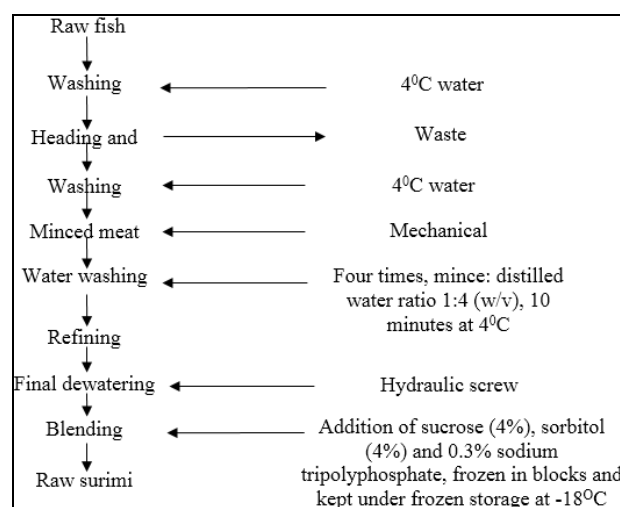 Raw fish
Washing
4⁰C water
Heading and
Waste
Washing
4⁰C water
Minced meat
Mechanical
Water washing
Four times, mince: distilled
water ratio 1:4 (w/v), 10
minutes at 4⁰C
Refining
Final dewatering
Hydraulic screw
Blending
Addition of sucrose (4%), sorbitol
(4%) and 0.3% sodium
tripolyphosphate, frozen in blocks and
kept under frozen storage at -18⁰C
Raw surimi